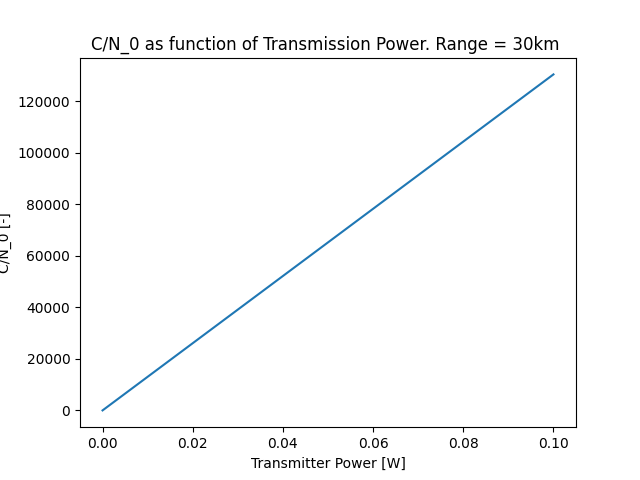 C/N_0 as function of Transmission Power. Range = 30km
120000
100000
80000
60000
40000
20000
0
C/N_0 [-]
0.00 0.02 0.04 0.06 0.08 0.10
Transmitter Power [W]